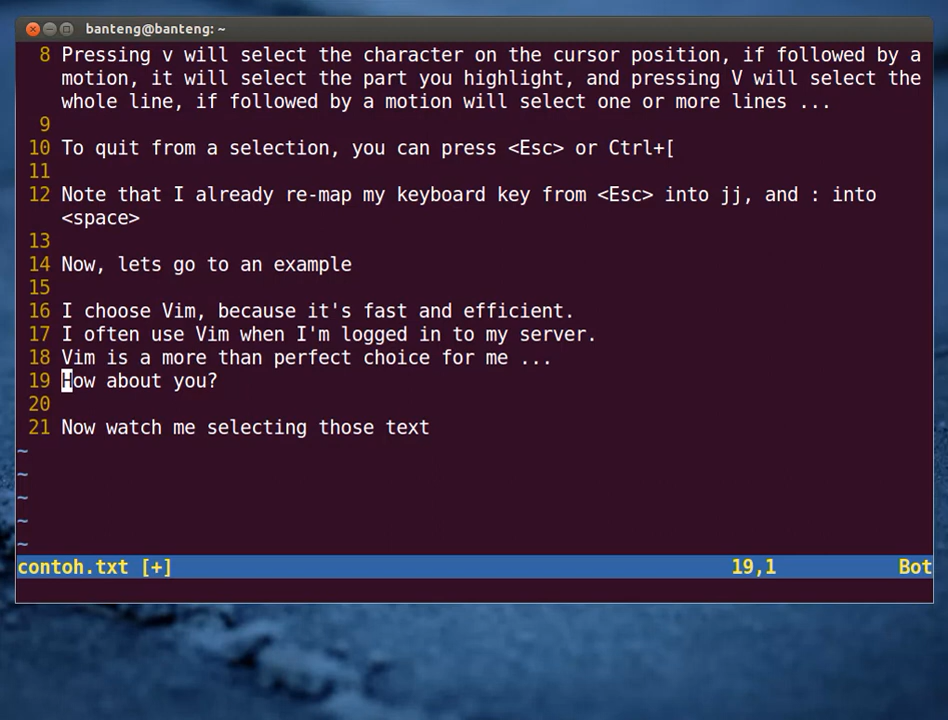 banteng@banteng: ~
8 Pressing v will select the character on the cursor position, if followed by a
motion, it will select the part you highlight, and pressing V will select the
whole line, if followed by a motion will select one or more lines ...
9
10 To quit from a selection, you can press <Esc> or Ctrl+[
11
12 Note that I already re-map my keyboard key from <Esc> into jj, and : into
<space>
13
14 Now, lets go to an example
15
16 I choose Vim, because it's fast and efficient.
17 I often use Vim when I'm logged in to my server.
18 Vim is a more than perfect choice for me ...
19 How about you?
20
21 Now watch me selecting those text
~
~
~
~
~
contoh.txt [+] 19,1 Bot